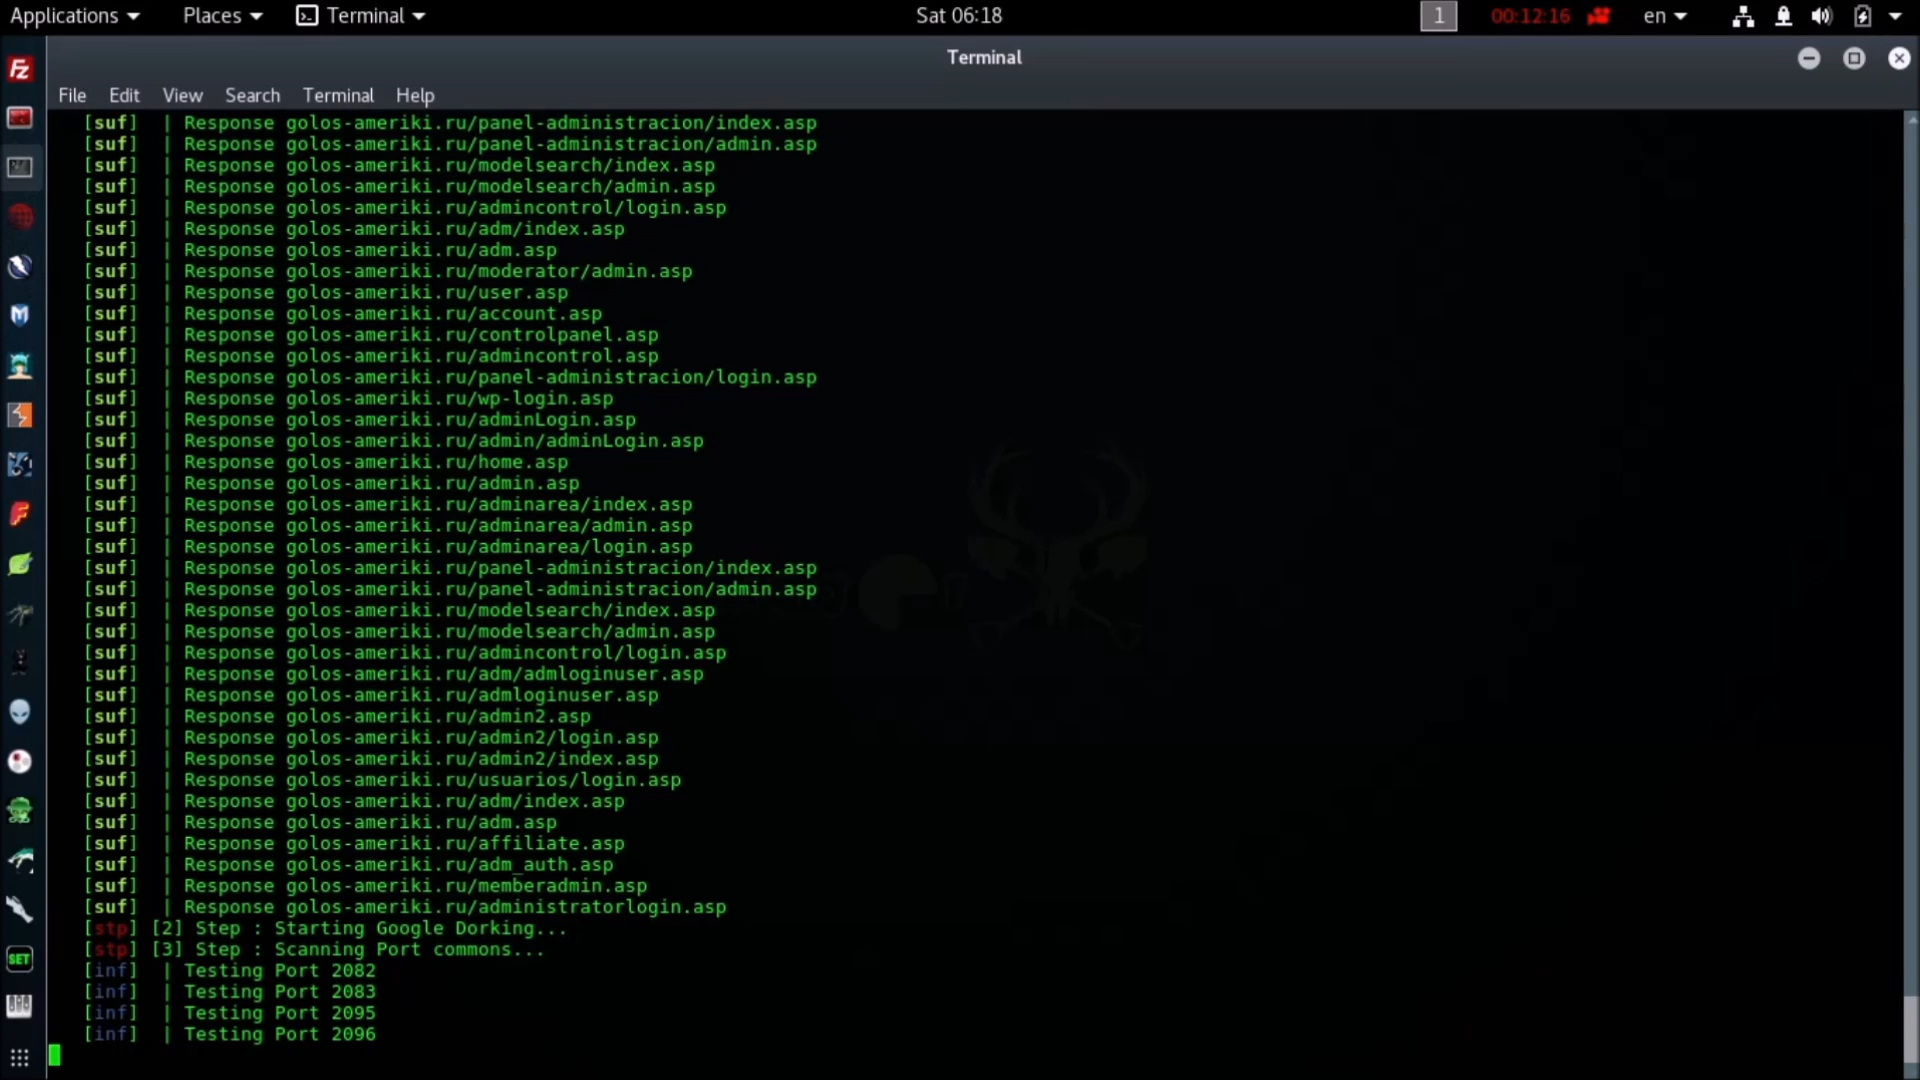 Applications Places Terminal Sat 06:18 1 00:12:16 en
Terminal
File Edit View Search Terminal Help
[suf] | Response golos-ameriki.ru/panel-administracion/index.asp
[suf] | Response golos-ameriki.ru/panel-administracion/admin.asp
[suf] | Response golos-ameriki.ru/modelsearch/index.asp
[suf] | Response golos-ameriki.ru/modelsearch/admin.asp
[suf] | Response golos-ameriki.ru/admincontrol/login.asp
[suf] | Response golos-ameriki.ru/adm/index.asp
[suf] | Response golos-ameriki.ru/adm.asp
[suf] | Response golos-ameriki.ru/moderator/admin.asp
[suf] | Response golos-ameriki.ru/user.asp
[suf] | Response golos-ameriki.ru/account.asp
[suf] | Response golos-ameriki.ru/controlpanel.asp
[suf] | Response golos-ameriki.ru/admincontrol.asp
[suf] | Response golos-ameriki.ru/panel-administracion/login.asp
[suf] | Response golos-ameriki.ru/wp-login.asp
[suf] | Response golos-ameriki.ru/adminLogin.asp
[suf] | Response golos-ameriki.ru/admin/adminLogin.asp
[suf] | Response golos-ameriki.ru/home.asp
[suf] | Response golos-ameriki.ru/admin.asp
[suf] | Response golos-ameriki.ru/adminarea/index.asp
[suf] | Response golos-ameriki.ru/adminarea/admin.asp
[suf] | Response golos-ameriki.ru/adminarea/login.asp
[suf] | Response golos-ameriki.ru/panel-administracion/index.asp
[suf] | Response golos-ameriki.ru/panel-administracion/admin.asp
[suf] | Response golos-ameriki.ru/modelsearch/index.asp
[suf] | Response golos-ameriki.ru/modelsearch/admin.asp
[suf] | Response golos-ameriki.ru/admincontrol/login.asp
[suf] | Response golos-ameriki.ru/adm/admloginuser.asp
[suf] | Response golos-ameriki.ru/admloginuser.asp
[suf] | Response golos-ameriki.ru/admin2.asp
[suf] | Response golos-ameriki.ru/admin2/login.asp
[suf] | Response golos-ameriki.ru/admin2/index.asp
[suf] | Response golos-ameriki.ru/usuarios/login.asp
[suf] | Response golos-ameriki.ru/adm/index.asp
[suf] | Response golos-ameriki.ru/adm.asp
[suf] | Response golos-ameriki.ru/affiliate.asp
[suf] | Response golos-ameriki.ru/adm_auth.asp
[suf] | Response golos-ameriki.ru/memberadmin.asp
[suf] | Response golos-ameriki.ru/administratorlogin.asp
[stp] [2] Step : Starting Google Dorking...
[stp] [3] Step : Scanning Port commons...
[inf] | Testing Port 2082
[inf] | Testing Port 2083
[inf] | Testing Port 2095
[inf] | Testing Port 2096
SET